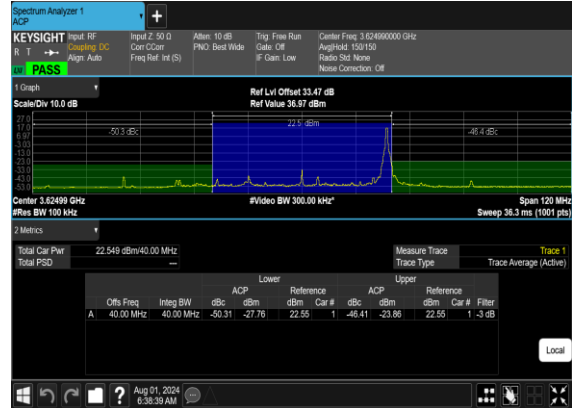 Spectrum Analyzer 1
ACP
+
KEYSIGHT Input: RF Input Z: 50 Ω Atten: 10 dB Trig: Free Run Center Freq: 3.624990000 GHz
R T Coupling: DC Corr CCorr PNO: Best Wide Gate: Off Avg|Hold: 150/150
Align: Auto Freq Ref: Int (S) IF Gain: Low Radio Std: None
PASS Noise Correction: Off
1 Graph Ref Lvl Offset 33.47 dB
Scale/Div 10.0 dB Ref Value 36.97 dBm
27.0
17.0 -50.3 dBc 22.5 dBm -46.4 dBc
6.97
-3.03
-13.0
-23.0
-33.0
-43.0
-53.0
Center 3.62499 GHz #Video BW 300.00 kHz* Span 120 MHz
#Res BW 100 kHz Sweep 36.3 ms (1001 pts)
2 Metrics
Total Car Pwr 22.549 dBm/40.00 MHz Measure Trace Trace 1
Total PSD --- Trace Type Trace Average (Active)
Lower Upper
ACP Reference ACP Reference
Offs Freq Integ BW dBc dBm dBm Car # dBc dBm dBm Car # Filter
A 40.00 MHz 40.00 MHz -50.31 -27.76 22.55 1 -46.41 -23.86 22.55 1 -3 dB
Local
? Aug 01, 2024
6:38:39 AM